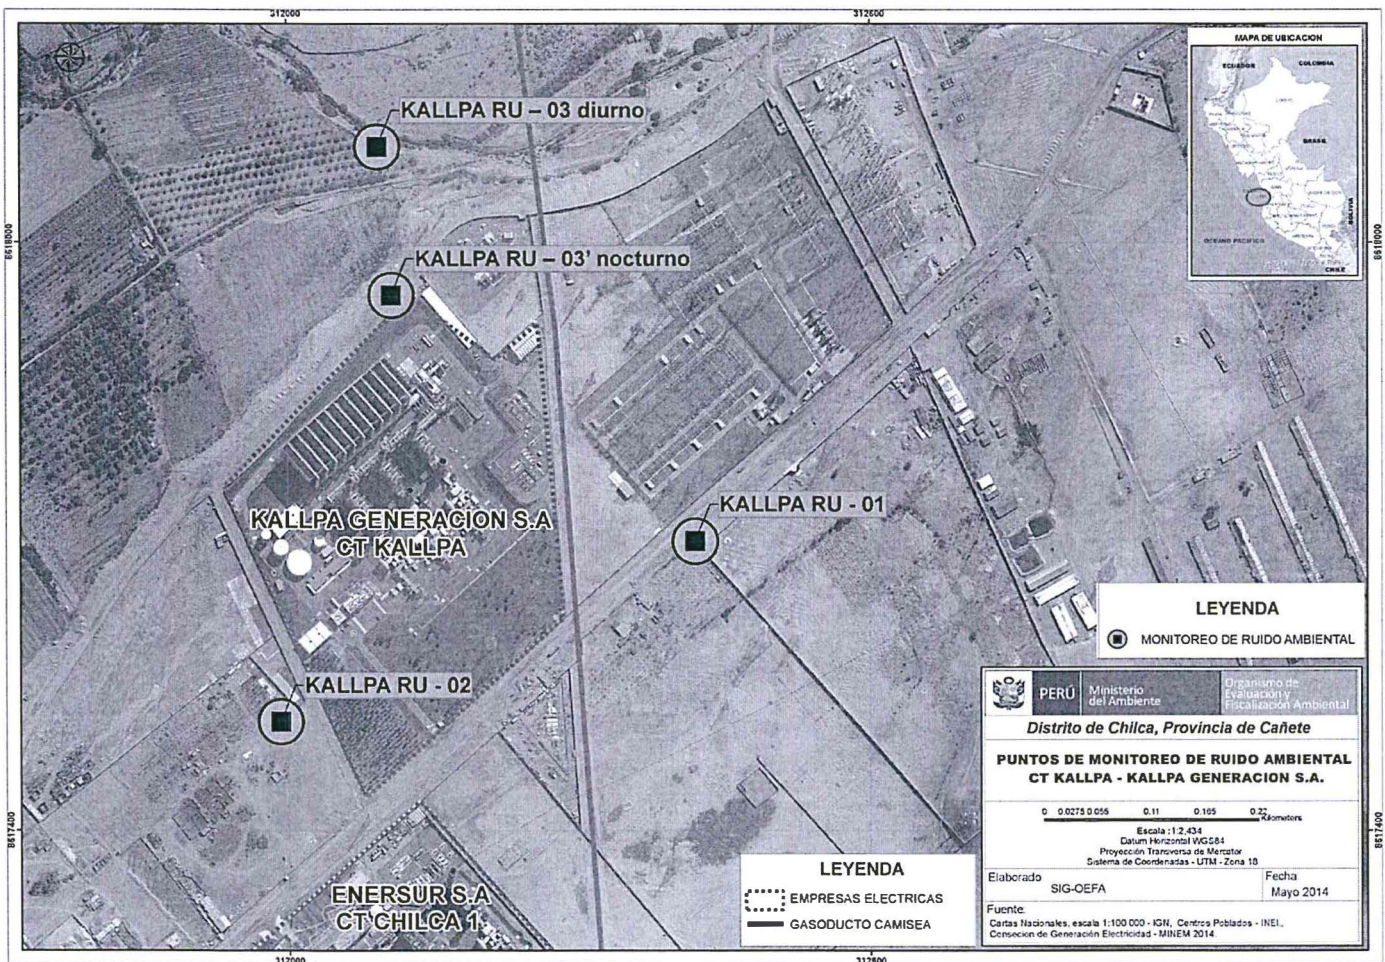 312000
312600
MAPA DE UBICACION
ECUADOR
COLOMBIA
BRASIL
BOLIVIA
OCEANO PACIFICO
CHILE
KALLPA RU – 03 diurno
8618000
8618000
KALLPA RU – 03' nocturno
KALLPA GENERACION S.A
CT KALLPA
KALLPA RU - 01
KALLPA RU - 02
ENERSUR S.A
CT CHILCA 1
8617400
8617400
LEYENDA
MONITOREO DE RUIDO AMBIENTAL
LEYENDA
EMPRESAS ELECTRICAS
GASODUCTO CAMISEA
PERÚ
Ministerio
del Ambiente
Organismo de
Evaluación y
Fiscalización Ambiental
Distrito de Chilca, Provincia de Cañete
PUNTOS DE MONITOREO DE RUIDO AMBIENTAL
CT KALLPA - KALLPA GENERACION S.A.
0 0.0275 0.055 0.11 0.165 0.22
Kilometers
Escala :1:2,434
Datum Horizontal WGS84
Proyección Transversa de Mercator
Sistema de Coordenadas - UTM - Zona 18
Elaborado
SIG-OEFA
Fecha
Mayo 2014
Fuente:
Cartas Nacionales, escala 1:100 000 - IGN, Centros Poblados - INEI.,
Consecion de Generación Electricidad - MINEM 2014.
312000
312600